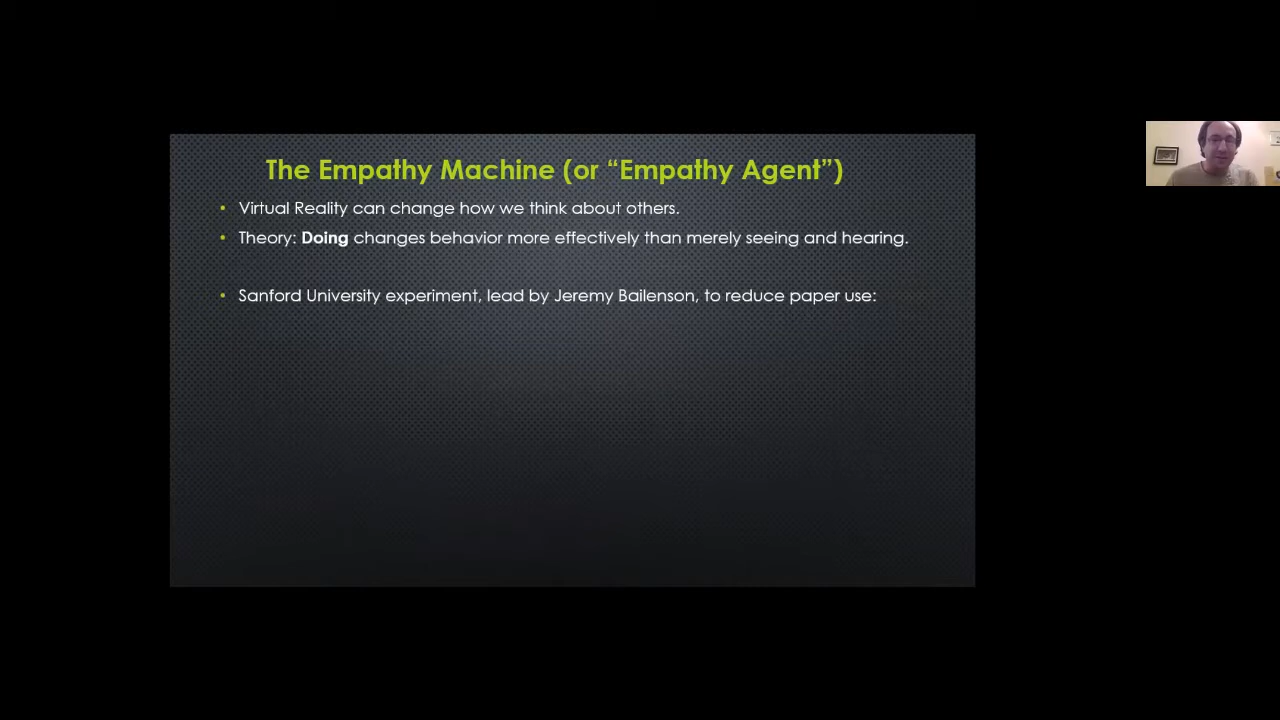 The Empathy Machine (or “Empathy Agent”)
• Virtual Reality can change how we think about others.
• Theory: Doing changes behavior more effectively than merely seeing and hearing.
• Sanford University experiment, lead by Jeremy Bailenson, to reduce paper use: